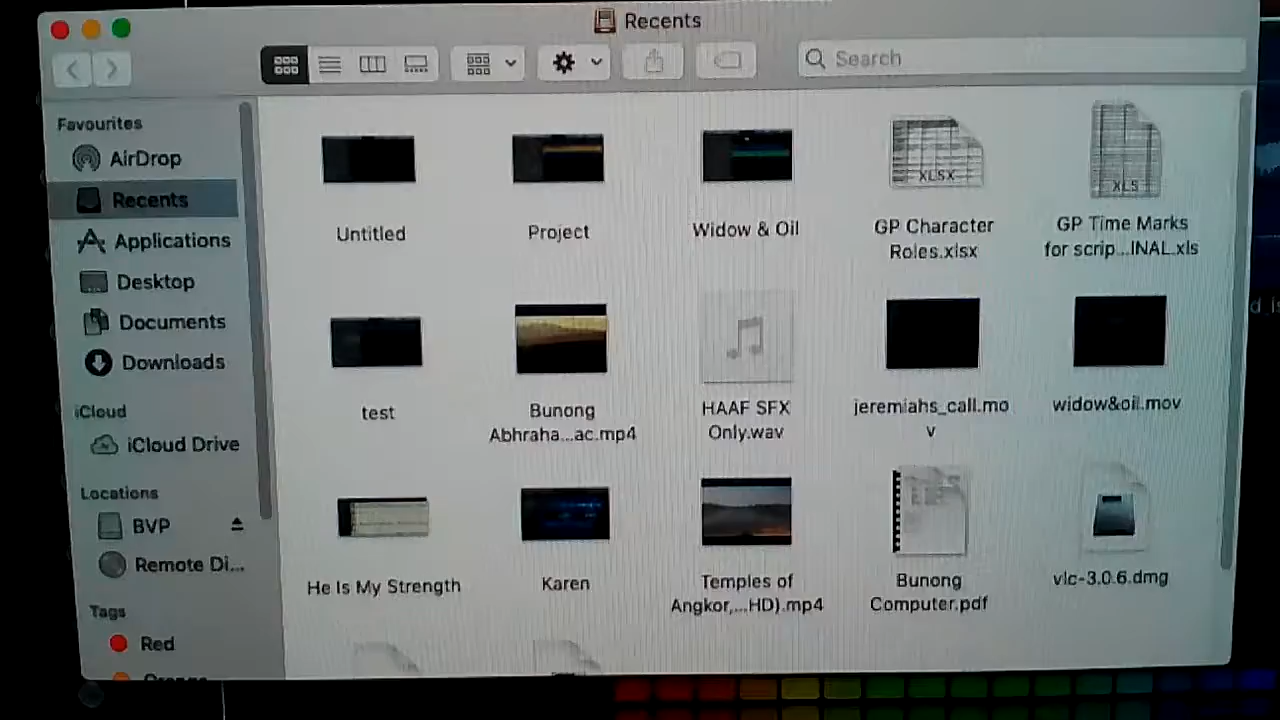 Recents
Search
Favourites
AirDrop
Recents
Applications
Desktop
Documents
Downloads
iCloud
iCloud Drive
Locations
BVP
Remote Di...
Tags
Red
Untitled
Project
Widow & Oil
GP Character
Roles.xlsx
GP Time Marks
for scrip...INAL.xls
XLSX
XLS
test
Bunong
Abhraha...ac.mp4
HAAF SFX
Only.wav
jeremiahs_call.mo
v
widow&oil.mov
He Is My Strength
Karen
Temples of
Angkor,...HD).mp4
Bunong
Computer.pdf
vlc-3.0.6.dmg